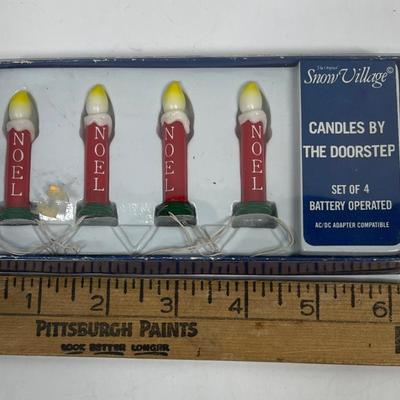 The Original
Snow Village©
CANDLES BY
THE DOORSTEP
SET OF 4
BATTERY OPERATED
AC/DC ADAPTER COMPATIBLE
NOEL
NOEL
NOEL
NOEL
1 2 3 4 5 6
PITTSBURGH PAINTS
LOOK BETTER LONGER